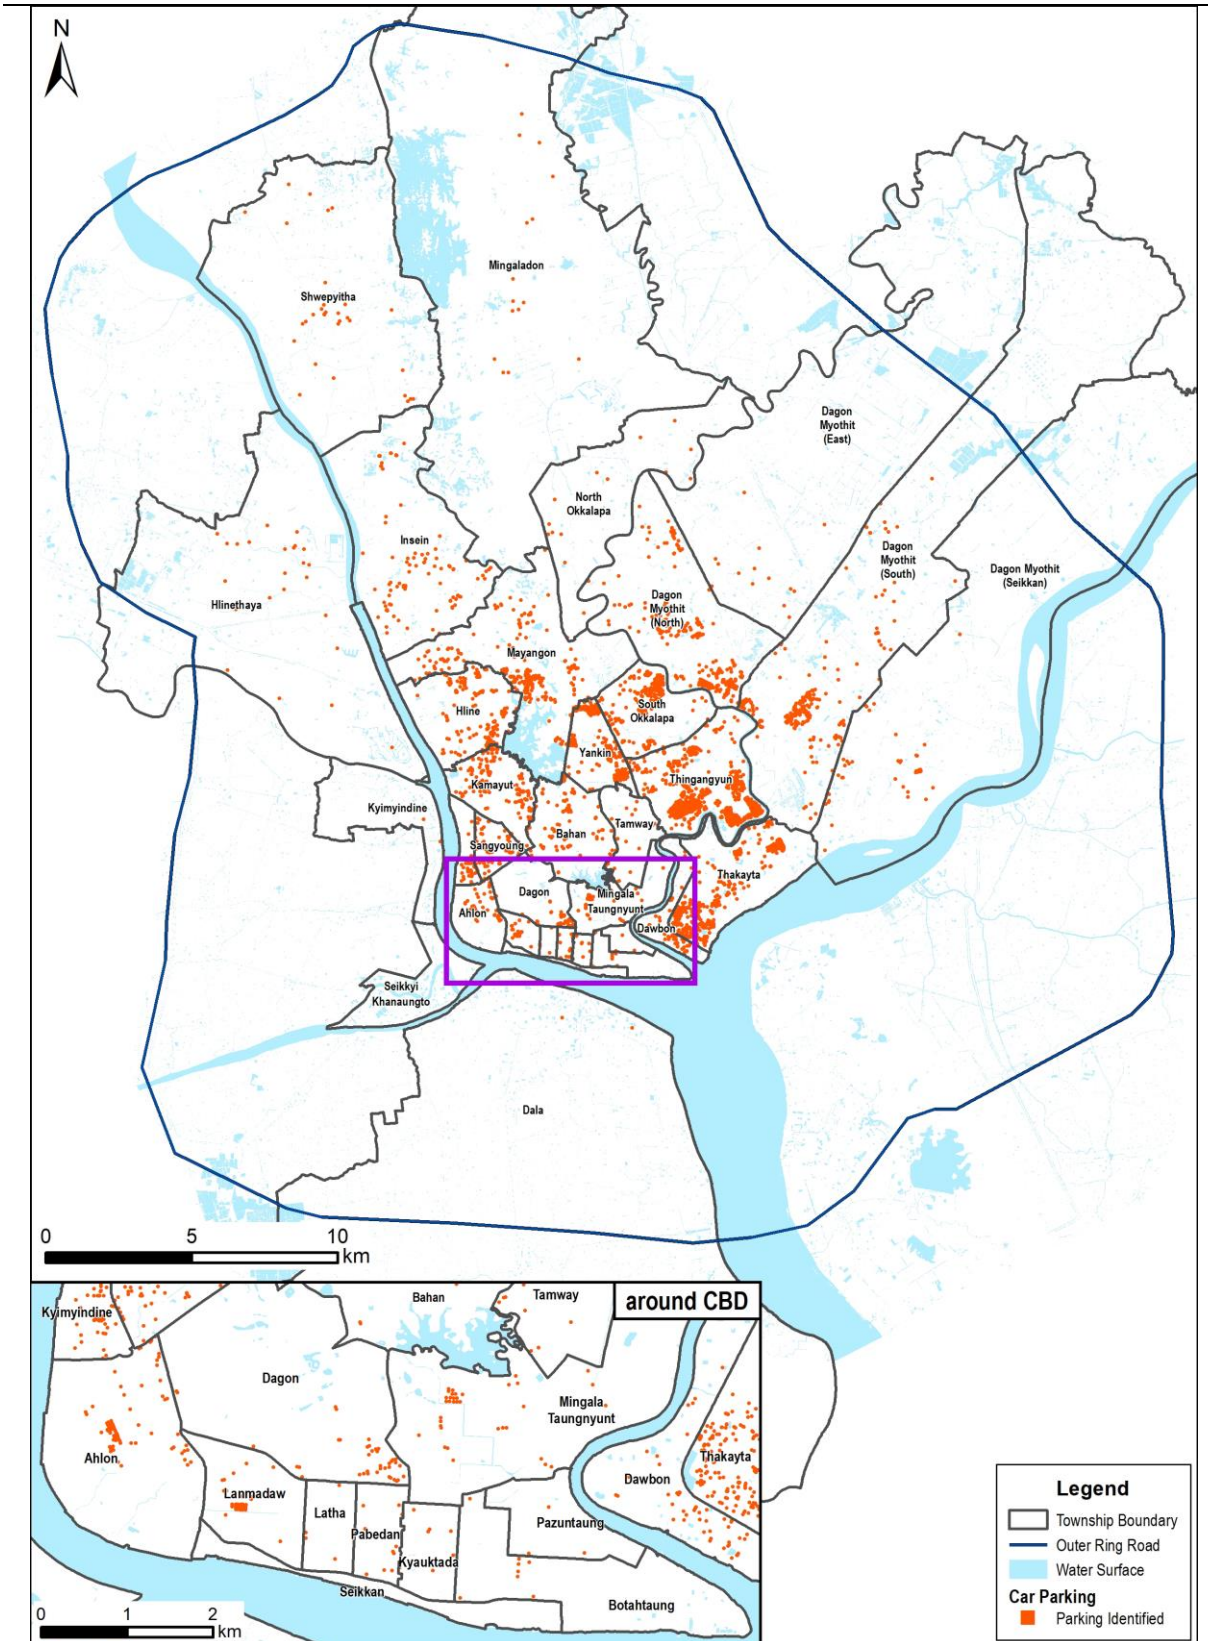 N
Mingaladon
Shwepyitha
Dagon
Myothit
(East)
North
Okkalapa
Insein
Dagon
Myothit
(South)
Dagon Myothit
(Seikkan)
Hlinethaya
Dagon
Myothit
(North)
Mayangon
Hline
South
Okkalapa
Yankin
Thingangyun
Kamayut
Kyimyindine
Tamway
Bahan
Sangyoung
Thakayta
Dagon
Mingala
Taungnyunt
Ahlon
Dawbon
Seikkyi
Khanaungto
Dala
0 5 10
km
around CBD
Bahan
Tamway
Kyimyindine
Dagon
Mingala
Taungnyunt
Ahlon
Thakayta
Dawbon
Lanmadaw
Latha
Pabedan
Pazuntaung
Kyauktada
Seikkan
Botahtaung
0 1 2
km
Legend
Township Boundary
Outer Ring Road
Water Surface
Car Parking
Parking Identified